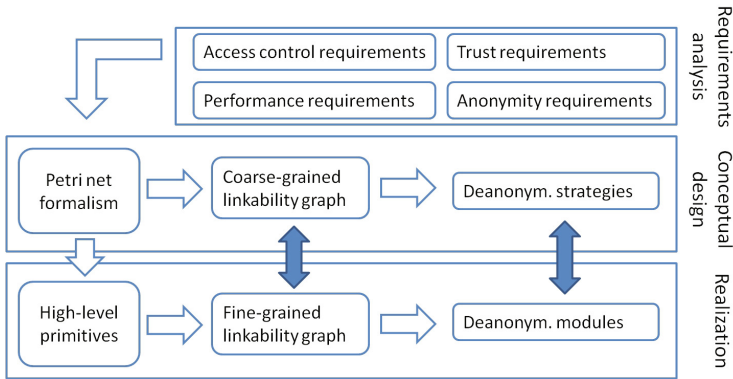 Access control requirements
Trust requirements
Performance requirements
Anonymity requirements
Requirements
analysis
Petri net
formalism
Coarse-grained
linkability graph
Deanonym. strategies
Conceptual
design
High-level
primitives
Fine-grained
linkability graph
Deanonym. modules
Realization